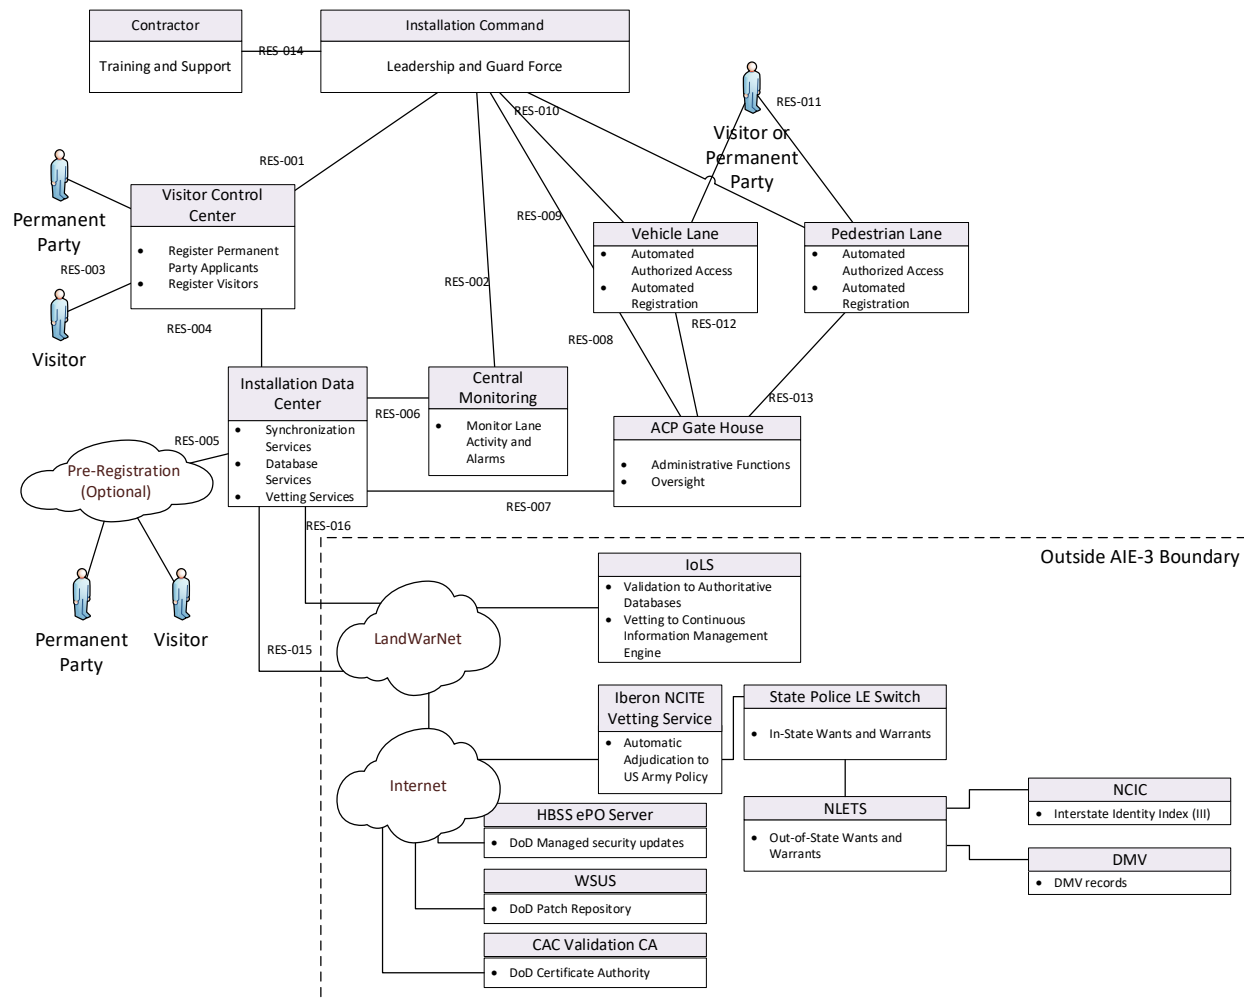 Contractor
Training and Support
RES-014
Installation Command
Leadership and Guard Force
RES-010
RES-011
Visitor or
Permanent
Party
RES-001
Permanent
Party
Visitor Control
Center
• Register Permanent
Party Applicants
• Register Visitors
RES-003
Visitor
RES-004
RES-009
RES-002
Vehicle Lane
• Automated
Authorized Access
• Automated
Registration
Pedestrian Lane
• Automated
Authorized Access
• Automated
Registration
RES-012
RES-008
RES-013
Installation Data
Center
• Synchronization
Services
• Database
Services
• Vetting Services
RES-006
Central
Monitoring
• Monitor Lane
Activity and
Alarms
ACP Gate House
• Administrative Functions
• Oversight
RES-005
Pre-Registration
(Optional)
RES-007
RES-016
Permanent
Party
Visitor
RES-015
Outside AIE-3 Boundary
LandWarNet
IoLS
• Validation to Authoritative
Databases
• Vetting to Continuous
Information Management
Engine
Internet
Iberon NCITE
Vetting Service
• Automatic
Adjudication to
US Army Policy
State Police LE Switch
• In-State Wants and Warrants
NLETS
• Out-of-State Wants and
Warrants
NCIC
• Interstate Identity Index (III)
DMV
• DMV records
HBSS ePO Server
• DoD Managed security updates
WSUS
• DoD Patch Repository
CAC Validation CA
• DoD Certificate Authority